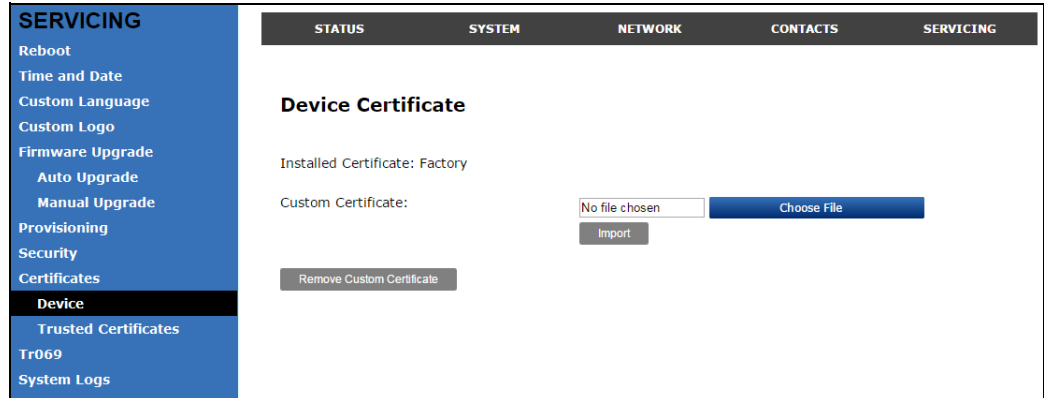 SERVICING
Reboot
Time and Date
Custom Language
Custom Logo
Firmware Upgrade
Auto Upgrade
Manual Upgrade
Provisioning
Security
Certificates
Device
Trusted Certificates
Tr069
System Logs
STATUS SYSTEM NETWORK CONTACTS SERVICING
Device Certificate
Installed Certificate: Factory
Custom Certificate: No file chosen Choose File
Import
Remove Custom Certificate